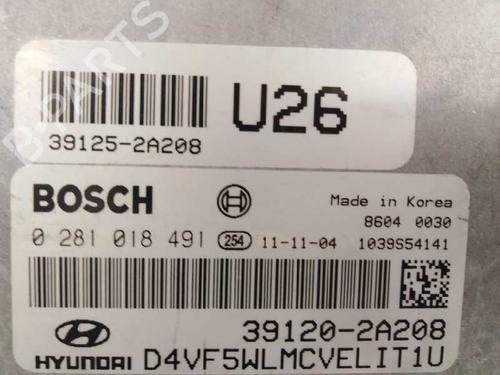 U26
39125-2A208
BOSCH
Made in Korea
8604 0030
0 281 018 491 254 11-11-04 1039S54141
39120-2A208
HYUNDAI D4VF5WLMCVELIT1U
B-PARTS